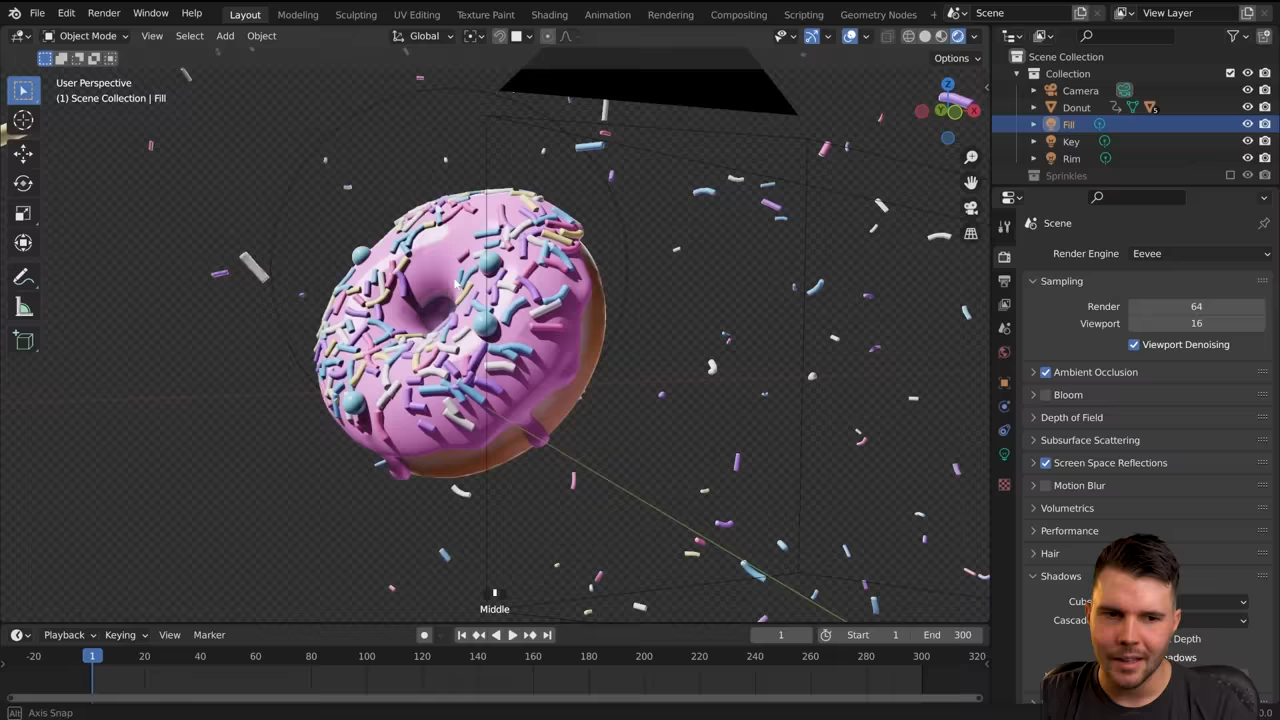 File Edit Render Window Help Layout Modeling Sculpting UV Editing Texture Paint Shading Animation Rendering Compositing Scripting Geometry Nodes + Scene View Layer
Object Mode View Select Add Object Global
Options
User Perspective
(1) Scene Collection | Fill
Z
Y
X
Middle
Scene Collection
Collection
Camera
Donut 5
Fill
Key
Rim
Sprinkles
Scene
Render Engine Eevee
Sampling
Render 64
Viewport 16
Viewport Denoising
Ambient Occlusion
Bloom
Depth of Field
Subsurface Scattering
Screen Space Reflections
Motion Blur
Volumetrics
Performance
Hair
Shadows
Cube
Cascade
Depth
Playback Keying View Marker 1 Start 1 End 300
-20 1 20 40 60 80 100 120 140 160 180 200 220 240 260 280 300 320
Alt Axis Snap